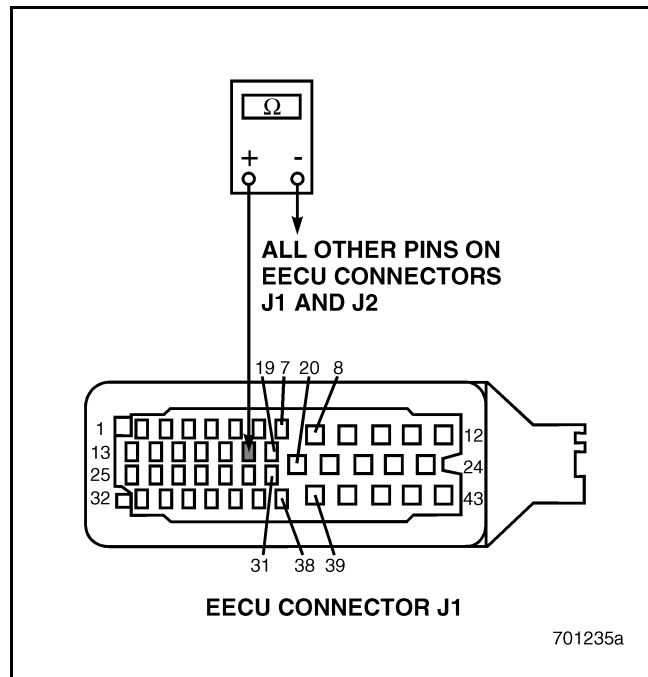 Ω
+ -
ALL OTHER PINS ON
EECU CONNECTORS
J1 AND J2
19 7 20 8
1 12
13
24
25
32 43
31 38 39
EECU CONNECTOR J1
701235a